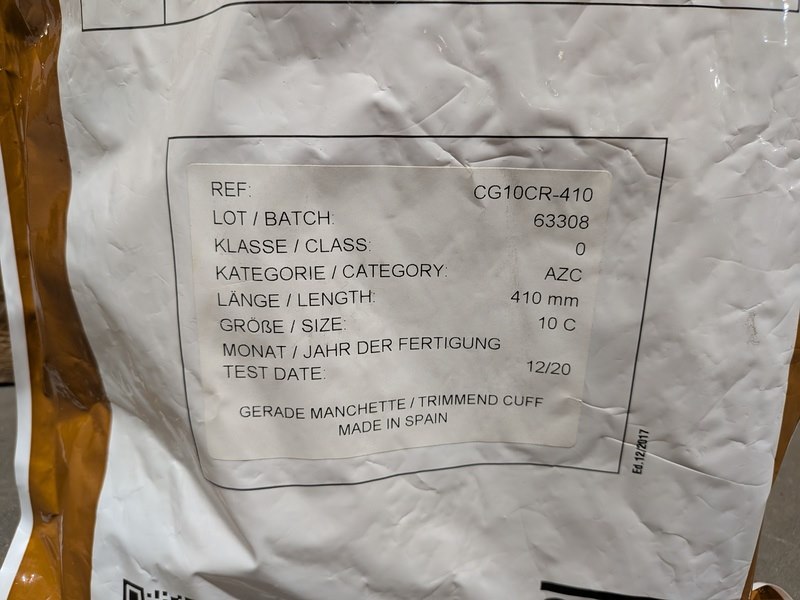 REF: CG10CR-410
LOT / BATCH: 63308
KLASSE / CLASS: 0
KATEGORIE / CATEGORY: AZC
LÄNGE / LENGTH: 410 mm
GRÖßE / SIZE: 10 C
MONAT / JAHR DER FERTIGUNG
TEST DATE: 12/20
GERADE MANCHETTE / TRIMMEND CUFF
MADE IN SPAIN
Ed.12/2017